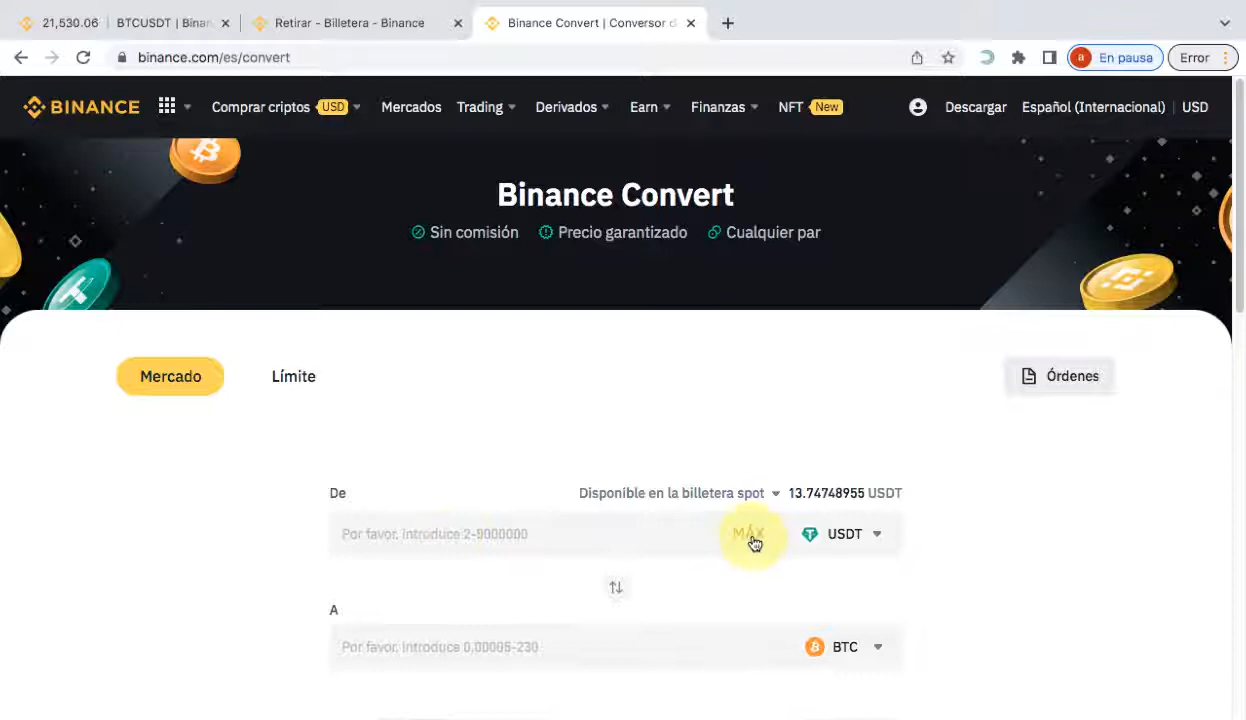 21,530.06 | BTCUSDT | Binan
Retirar - Billetera - Binance
Binance Convert | Conversor d
binance.com/es/convert
En pausa
Error
BINANCE
Comprar criptos USD
Mercados
Trading
Derivados
Earn
Finanzas
NFT New
Descargar
Español (Internacional) | USD
Binance Convert
Sin comisión
Precio garantizado
Cualquier par
Mercado
Límite
Órdenes
De
Disponible en la billetera spot
13.74748955 USDT
Por favor, introduce 2-9000000
MÁX
USDT
A
Por favor, introduce 0.00005-230
BTC